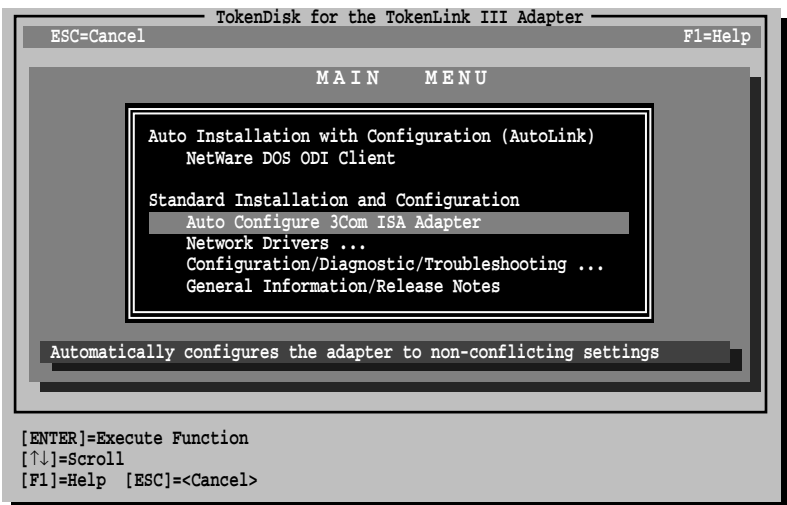 TokenDisk for the TokenLink III Adapter
ESC=Cancel F1=Help
MAIN MENU
Auto Installation with Configuration (AutoLink)
NetWare DOS ODI Client
Standard Installation and Configuration
Auto Configure 3Com ISA Adapter
Network Drivers ...
Configuration/Diagnostic/Troubleshooting ...
General Information/Release Notes
Automatically configures the adapter to non-conflicting settings
[ENTER]=Execute Function
[↑↓]=Scroll
[F1]=Help [ESC]=<Cancel>